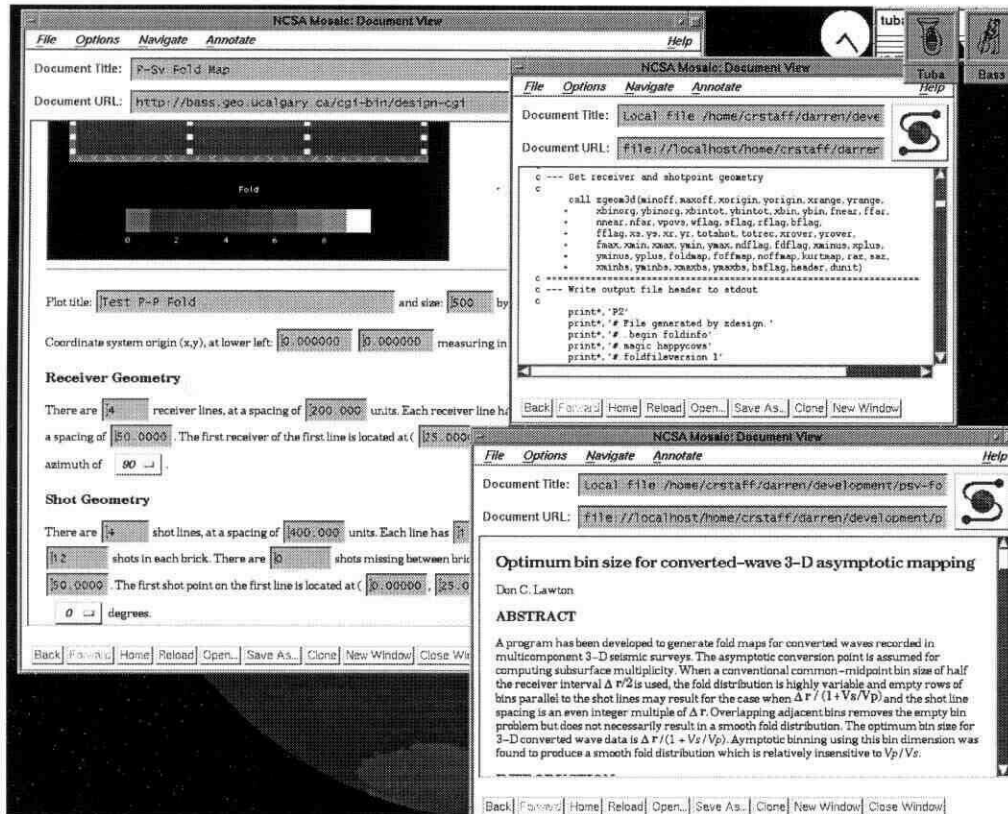 NCSA Mosaic: Document View
File Options Navigate Annotate Help
Document Title: P-Sv Fold Map
Document URL: http://bass.geo.ucalgary.ca/cgi-bin/design-cgi
Fold
0 2 4 6 8
Plot title: Test P-P Fold and size: 500 by
Coordinate system origin (x,y), at lower left: 0.000000 0.000000 measuring in
Receiver Geometry
There are 4 receiver lines, at a spacing of 200.000 units. Each receiver line ha
a spacing of 50.0000 . The first receiver of the first line is located at ( 25.000
azimuth of 90 .
Shot Geometry
There are 4 shot lines, at a spacing of 400.000 units. Each line has 1
12 shots in each brick. There are 0 shots missing between bric
50.0000 . The first shot point on the first line is located at ( 0.00000 , 25.0
0 degrees.
Back Forward Home Reload Open... Save As... Clone New Window Close Win
tuba
Tuba
Bass
NCSA Mosaic: Document View
File Options Navigate Annotate Help
Document Title: Local file /home/crstaff/darren/deve
Document URL: file://localhost/home/crstaff/darren
c --- Get receiver and shotpoint geometry
c
call zgeom3d(minoff,maxoff,xorigin,yorigin,xrange,yrange,
+ xbinorg,ybinorg,xbintot,ybintot,xbin,ybin,fnear,ffar,
+ nnear,nfar,vpovs,wflag,sflag,rflag,bflag,
+ fflag,xs,ys,xr,yr,totshot,totrec,xrover,yrover,
+ fmax,xmin,xmax,ymin,ymax,ndflag,fdflag,xminus,xplus,
+ yminus,yplus,foldmap,foffmap,noffmap,kurtmap,raz,saz,
+ xminbs,yminbs,xmaxbs,ymaxbs,bsflag,header,dunit)
c ================================================
c --- Write output file header to stdout
c
print*,'P2'
print*,'# File generated by zdesign.'
print*,'# .begin foldinfo'
print*,'# magic happycows'
print*,'# foldfileversion 1'
Back Forward Home Reload Open... Save As... Clone New Window
NCSA Mosaic: Document View
File Options Navigate Annotate Help
Document Title: Local file /home/crstaff/darren/development/psv-fo
Document URL: file://localhost/home/crstaff/darren/development/p
Optimum bin size for converted-wave 3-D asymptotic mapping
Don C. Lawton
ABSTRACT
A program has been developed to generate fold maps for converted waves recorded in
multicomponent 3-D seismic surveys. The asymptotic conversion point is assumed for
computing subsurface multiplicity. When a conventional common-midpoint bin size of half
the receiver interval Δ r/2 is used, the fold distribution is highly variable and empty rows of
bins parallel to the shot lines may result for the case when Δ r / (1+Vs/Vp) and the shot line
spacing is an even integer multiple of Δ r. Overlapping adjacent bins removes the empty bin
problem but does not necessarily result in a smooth fold distribution. The optimum bin size for
3-D converted wave data is Δ r/(1 + Vs/Vp). Aymptotic binning using this bin dimension was
found to produce a smooth fold distribution which is relatively insensitive to Vp/Vs.
Back Forward Home Reload Open... Save As... Clone New Window Close Window